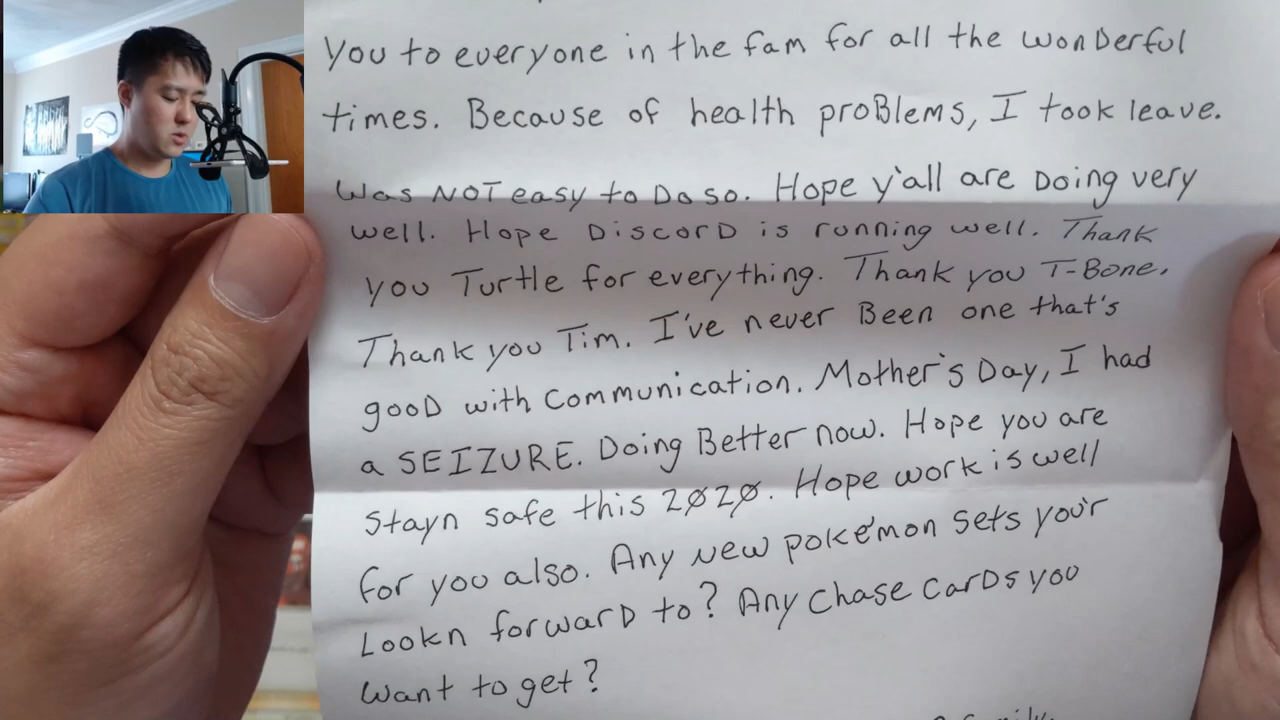 you to everyone in the fam for all the wonDerful
times. Because of health proBlems, I took leave.
Was NOT easy to Do so. Hope y'all are Doing very
well. Hope DiscorD is running well. Thank
you Turtle for everything. Thank you T-Bone.
Thank you Tim. I've never Been one that's
gooD with communication. Mother's Day, I had
a SEIZURE. Doing Better now. Hope you are
stayn safe this 2020. Hope work is well
for you also. Any new pokémon sets you'r
Lookn forwarD to? Any chase carDs you
want to get?